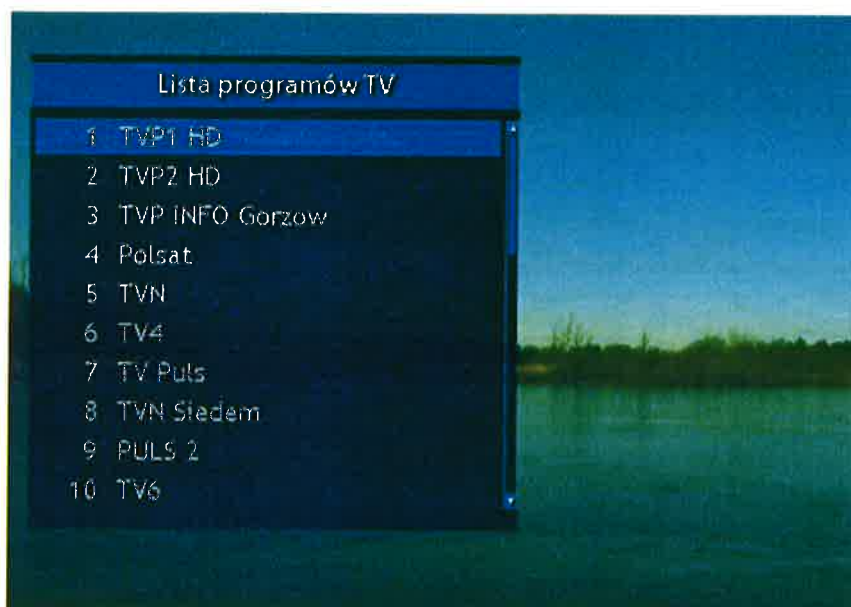 Lista programów TV
1 TVP1 HD
2 TVP2 HD
3 TVP INFO Gorzow
4 Polsat
5 TVN
6 TV4
7 TV Puls
8 TVN Siedem
9 PULS 2
10 TV6